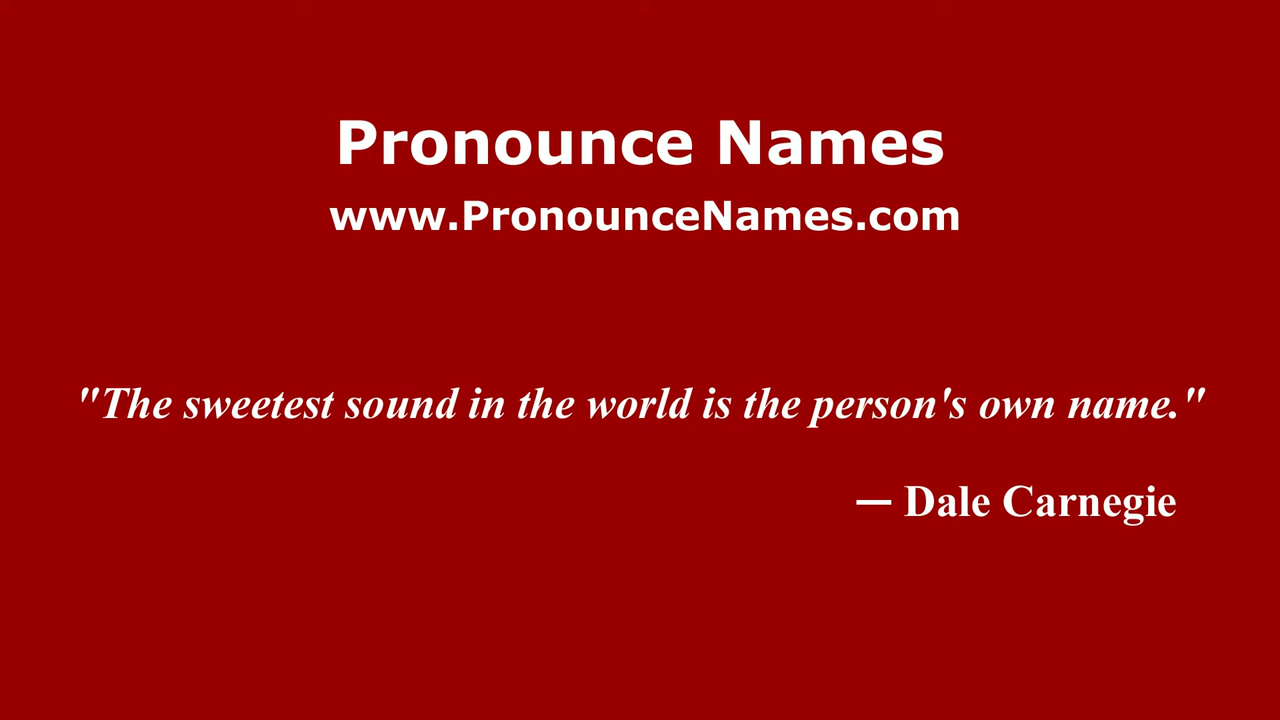 Pronounce Names
www.PronounceNames.com
"The sweetest sound in the world is the person's own name."
— Dale Carnegie